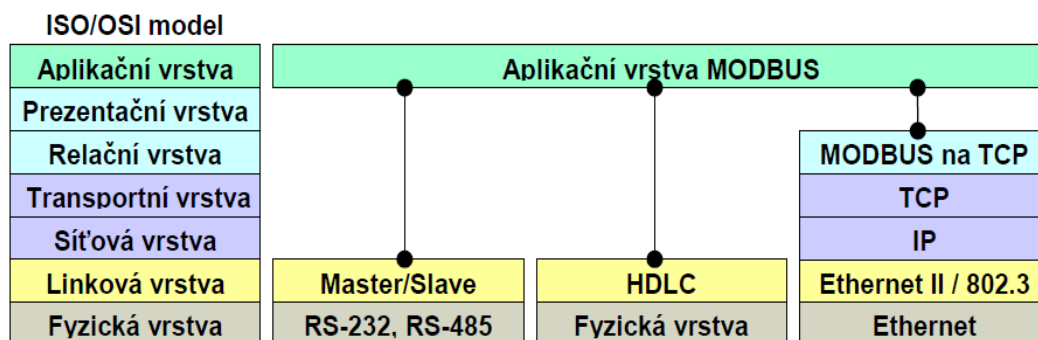 ISO/OSI model
Aplikační vrstva
Aplikační vrstva MODBUS
Prezentační vrstva
Relační vrstva
MODBUS na TCP
Transportní vrstva
TCP
Síťová vrstva
IP
Linková vrstva
Master/Slave
HDLC
Ethernet II / 802.3
Fyzická vrstva
RS-232, RS-485
Fyzická vrstva
Ethernet